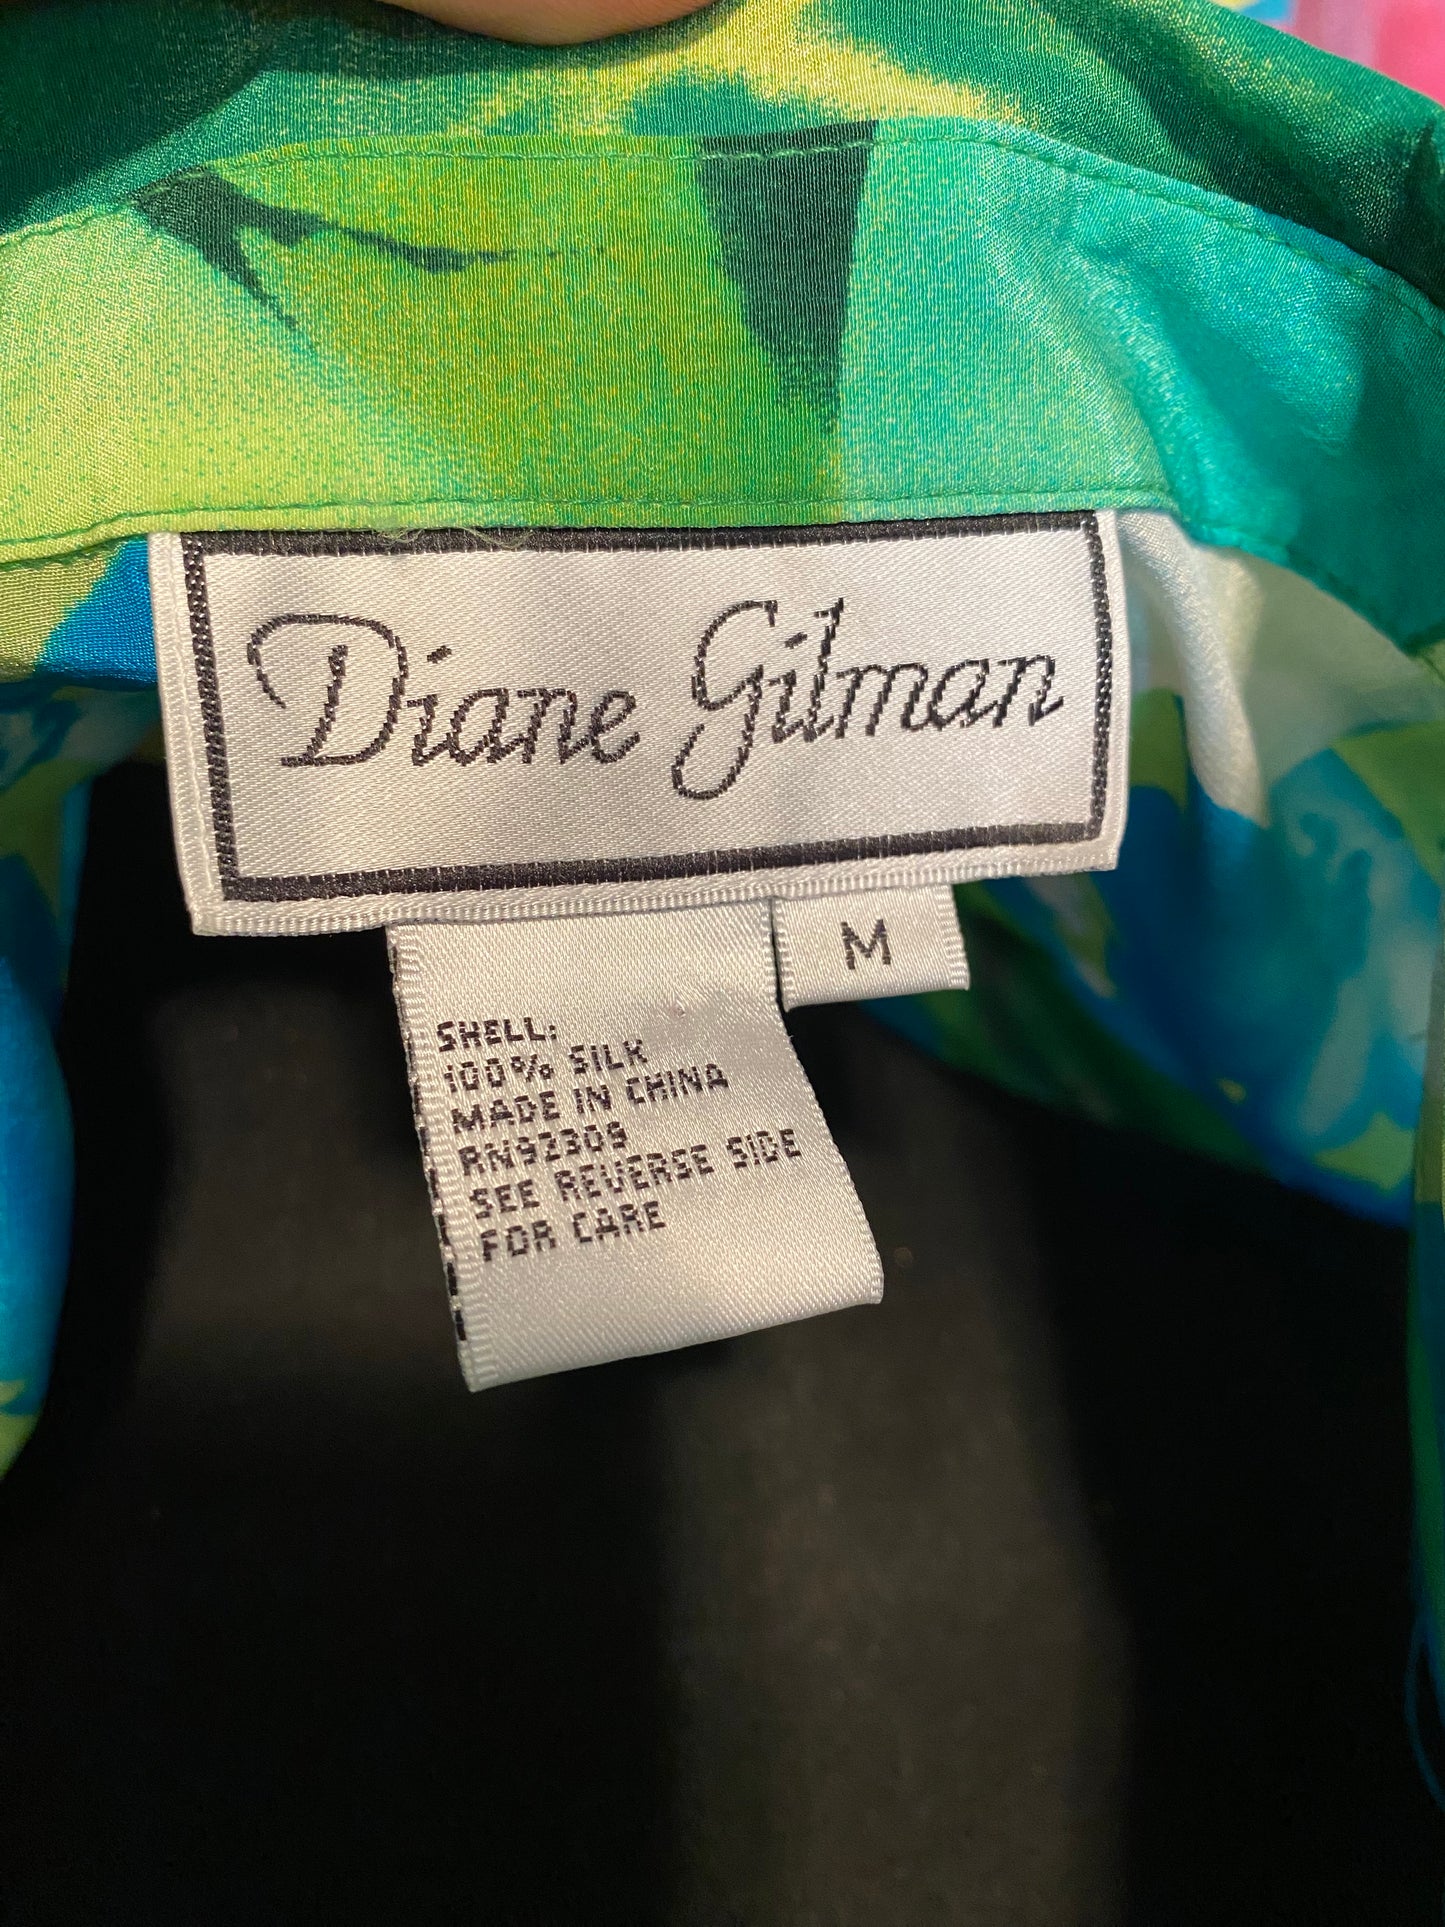 Diane Gilman
M
SHELL:
100% SILK
MADE IN CHINA
RN92309
SEE REVERSE SIDE
FOR CARE